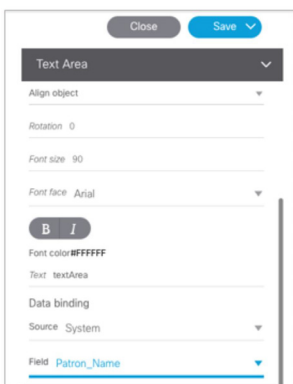 Close Save
Text Area
Align object
Rotation 0
Font size 90
Font face Arial
B I
Font color#FFFFFF
Text textArea
Data binding
Source System
Field Patron_Name